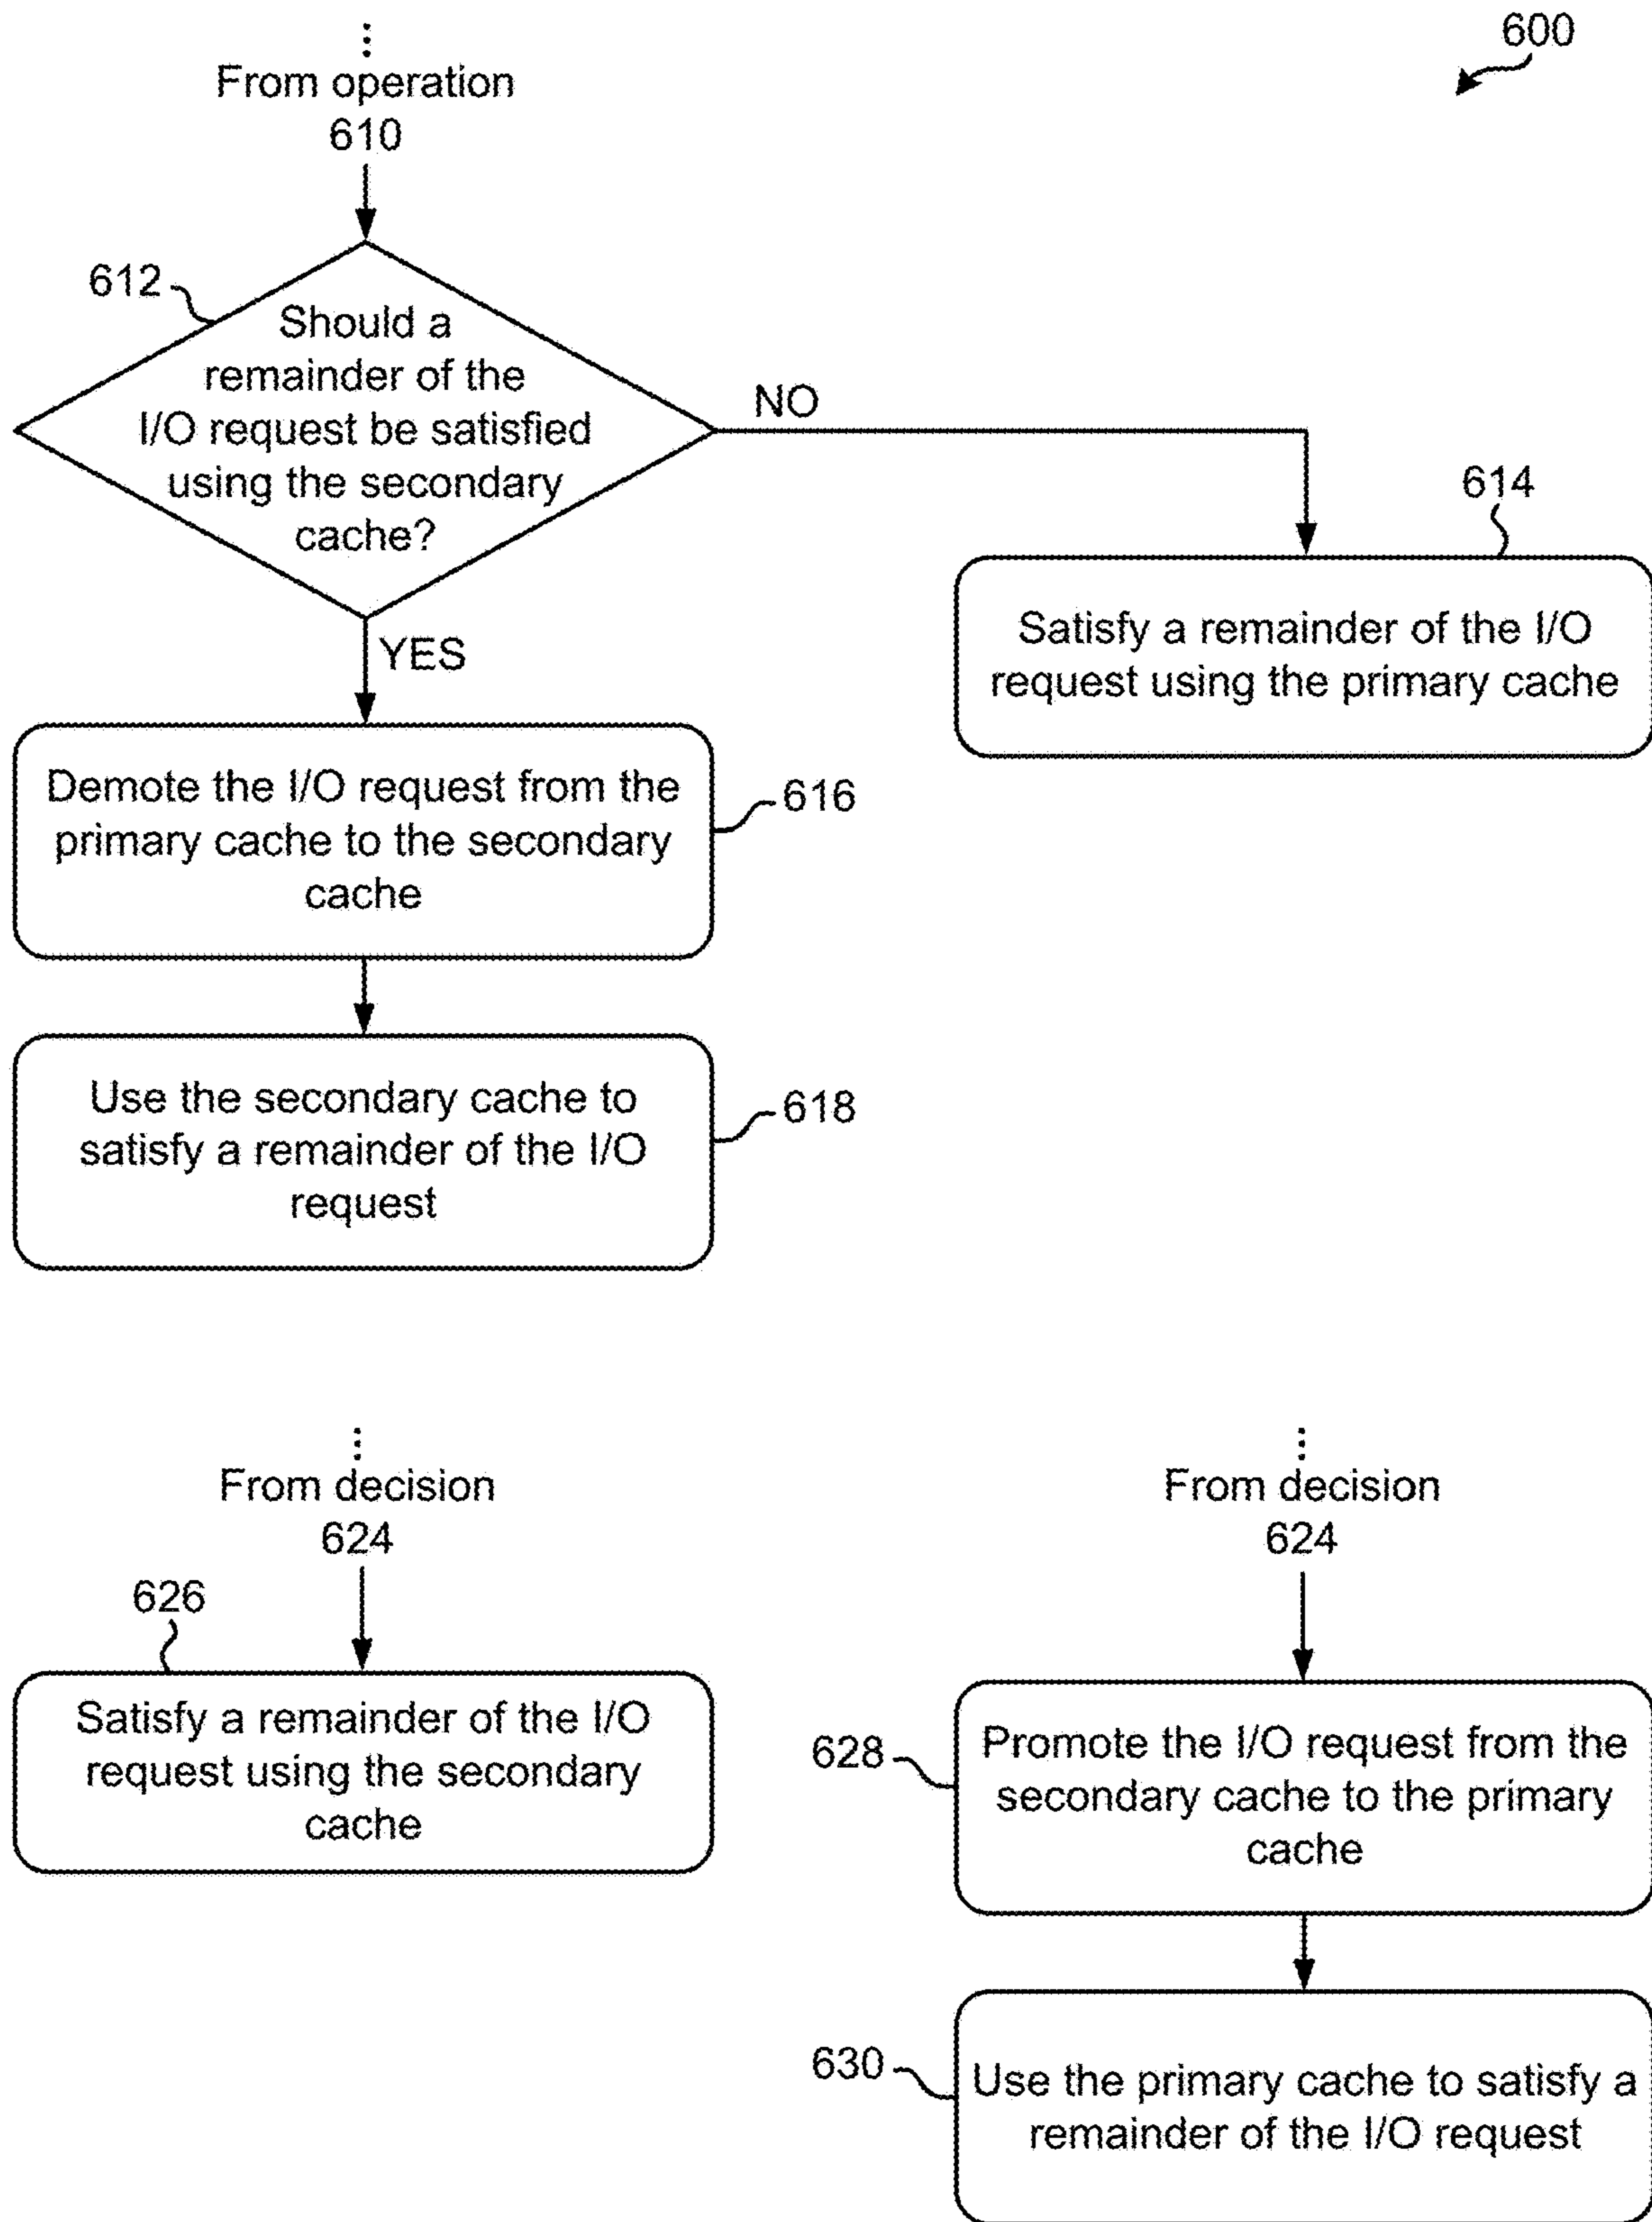 600
From operation
610
612
Should a
remainder of the
I/O request be satisfied
using the secondary
cache?
NO
YES
614
Satisfy a remainder of the I/O
request using the primary cache
Demote the I/O request from the
primary cache to the secondary
cache
616
Use the secondary cache to
satisfy a remainder of the I/O
request
618
From decision
624
626
Satisfy a remainder of the I/O
request using the secondary
cache
From decision
624
628
Promote the I/O request from the
secondary cache to the primary
cache
630
Use the primary cache to satisfy a
remainder of the I/O request